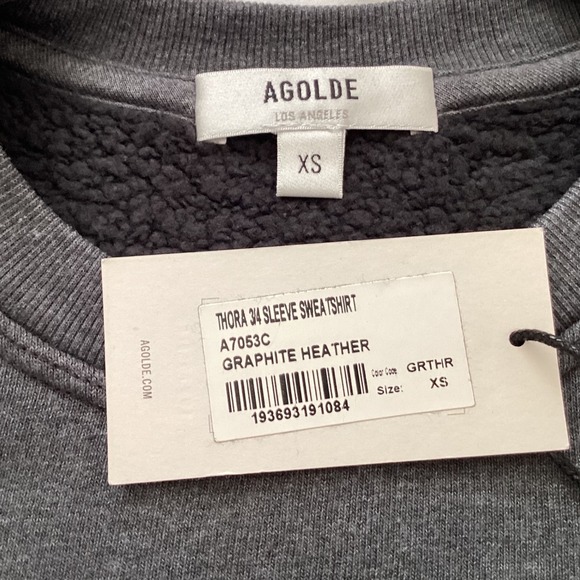 AGOLDE
LOS ANGELES
XS
AGOLDE.COM
THORA 3/4 SLEEVE SWEATSHIRT
A7053C
GRAPHITE HEATHER
Color Code GRTHR
Size: XS
193693191084